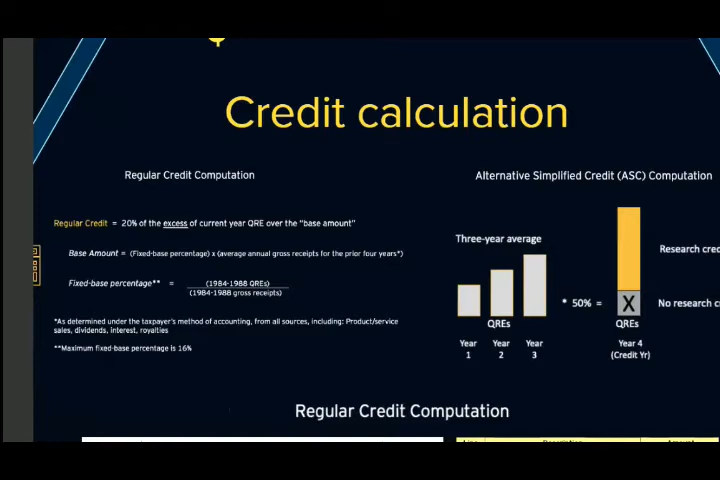 Credit calculation
Regular Credit Computation
Regular Credit = 20% of the excess of current year QRE over the "base amount"
Base Amount = (Fixed-base percentage) x (average annual gross receipts for the prior four years*)
Fixed-base percentage** = (1984-1988 QREs)
(1984-1988 gross receipts)
*As determined under the taxpayer's method of accounting, from all sources, including: Product/service
sales, dividends, interest, royalties
**Maximum fixed-base percentage is 16%
Alternative Simplified Credit (ASC) Computation
Three-year average
Research
* 50% =
X
No research
QREs
QREs
Year
1
Year
2
Year
3
Year 4
(Credit Yr)
Regular Credit Computation